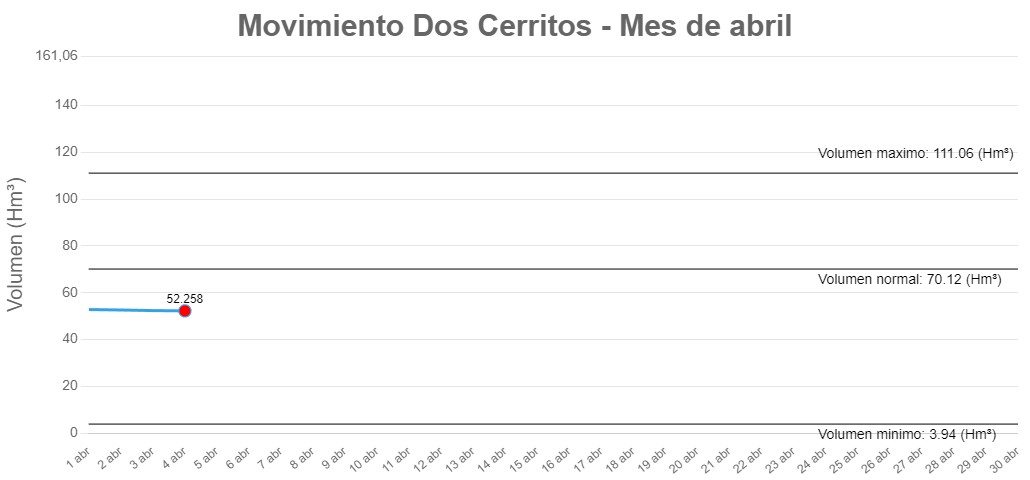 Movimiento Dos Cerritos - Mes de abril
161,06
140
120
100
80
60
40
20
0
Volumen (Hm³)
Volumen maximo: 111.06 (Hm³)
Volumen normal: 70.12 (Hm³)
52.258
Volumen minimo: 3.94 (Hm³)
1 abr
2 abr
3 abr
4 abr
5 abr
6 abr
7 abr
8 abr
9 abr
10 abr
11 abr
12 abr
13 abr
14 abr
15 abr
16 abr
17 abr
18 abr
19 abr
20 abr
21 abr
22 abr
23 abr
24 abr
25 abr
26 abr
27 abr
28 abr
29 abr
30 abr